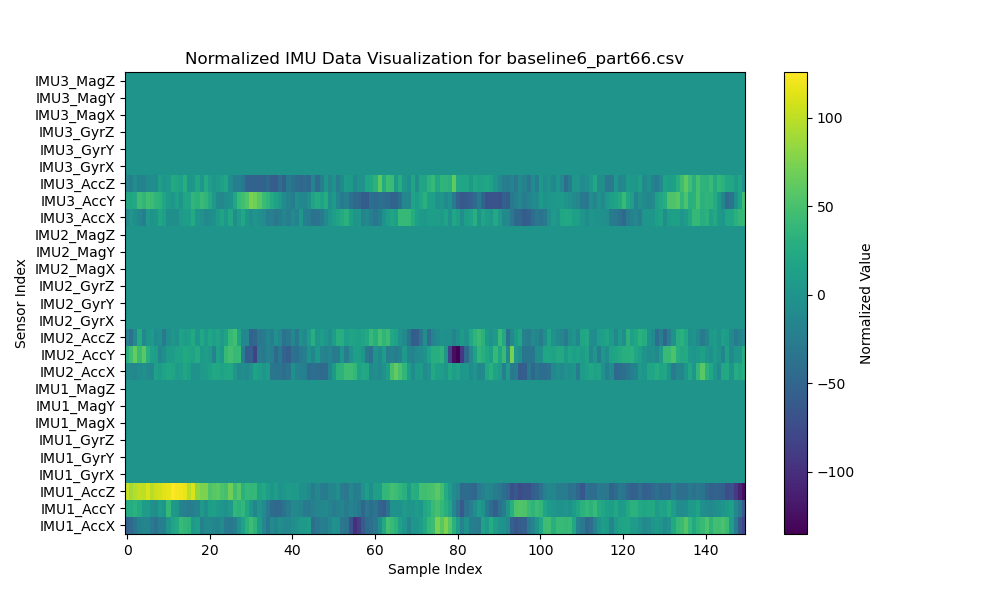 Normalized IMU Data Visualization for baseline6_part66.csv
Sensor Index
IMU3_MagZ
IMU3_MagY
IMU3_MagX
IMU3_GyrZ
IMU3_GyrY
IMU3_GyrX
IMU3_AccZ
IMU3_AccY
IMU3_AccX
IMU2_MagZ
IMU2_MagY
IMU2_MagX
IMU2_GyrZ
IMU2_GyrY
IMU2_GyrX
IMU2_AccZ
IMU2_AccY
IMU2_AccX
IMU1_MagZ
IMU1_MagY
IMU1_MagX
IMU1_GyrZ
IMU1_GyrY
IMU1_GyrX
IMU1_AccZ
IMU1_AccY
IMU1_AccX
0 20 40 60 80 100 120 140
Sample Index
100
50
0
−50
−100
Normalized Value